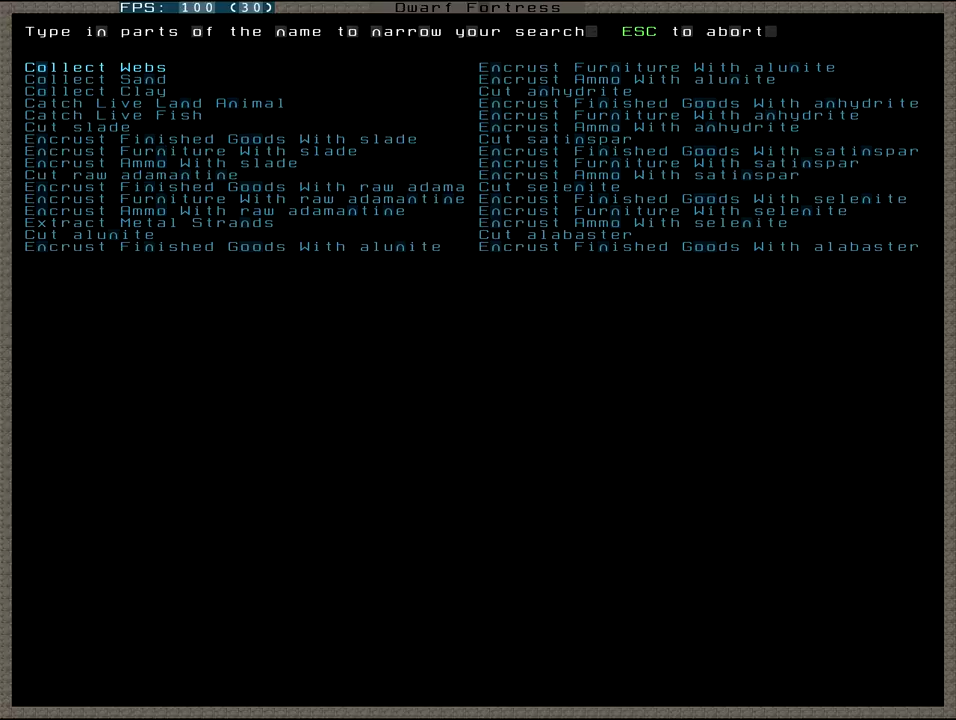 FPS: 100 (30)
Dwarf Fortress
Type in parts of the name to narrow your search. ESC to abort.
Collect Webs
Collect Sand
Collect Clay
Catch Live Land Animal
Catch Live Fish
Cut slade
Encrust Finished Goods With slade
Encrust Furniture With slade
Encrust Ammo With slade
Cut raw adamantine
Encrust Finished Goods With raw adama
Encrust Furniture With raw adamantine
Encrust Ammo With raw adamantine
Extract Metal Strands
Cut alunite
Encrust Finished Goods With alunite
Encrust Furniture With alunite
Encrust Ammo With alunite
Cut anhydrite
Encrust Finished Goods With anhydrite
Encrust Furniture With anhydrite
Encrust Ammo With anhydrite
Cut satinspar
Encrust Finished Goods With satinspar
Encrust Furniture With satinspar
Encrust Ammo With satinspar
Cut selenite
Encrust Finished Goods With selenite
Encrust Furniture With selenite
Encrust Ammo With selenite
Cut alabaster
Encrust Finished Goods With alabaster